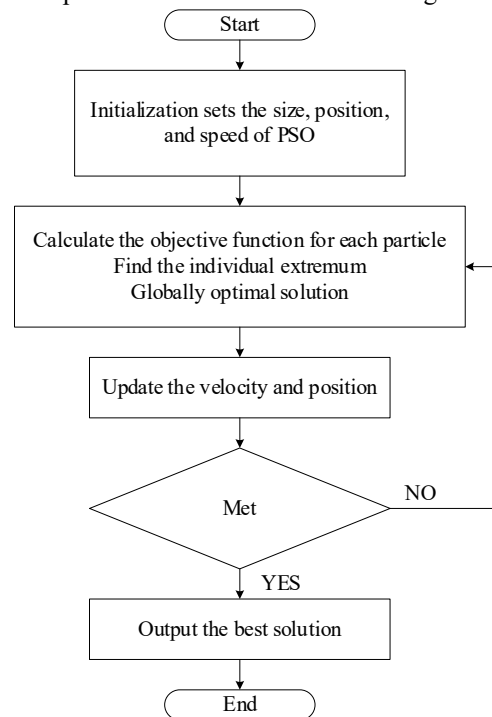 Start
Initialization sets the size, position,
and speed of PSO
Calculate the objective function for each particle
Find the individual extremum
Globally optimal solution
Update the velocity and position
Met
NO
YES
Output the best solution
End